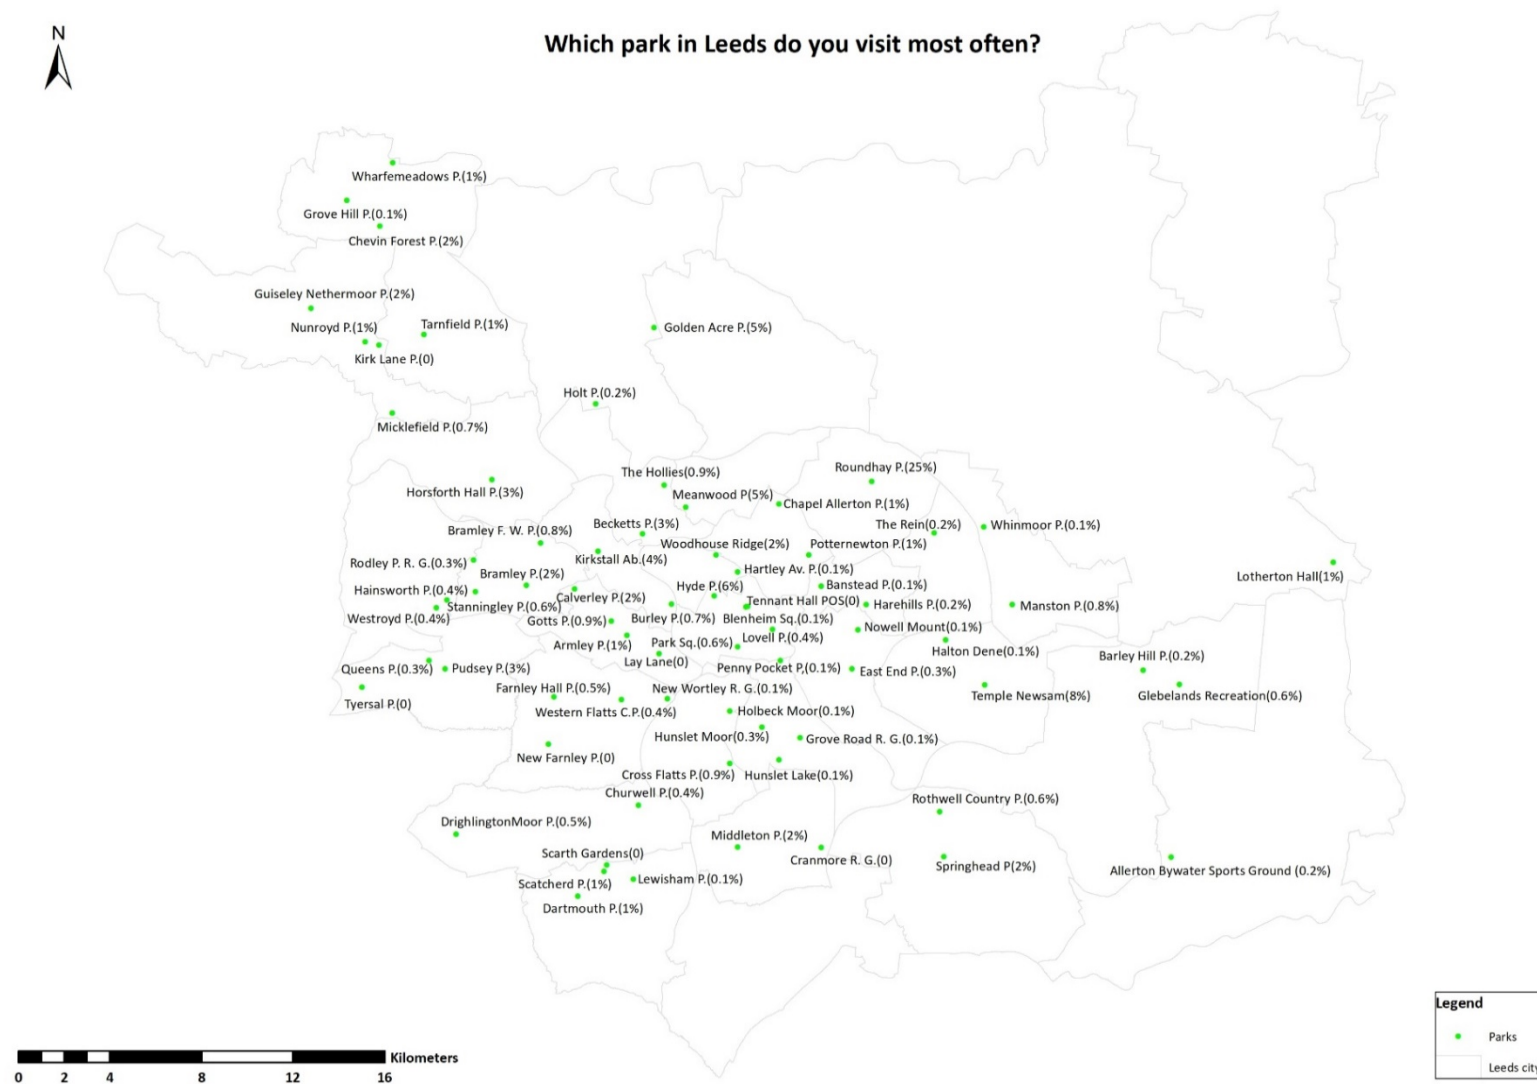 N
Which park in Leeds do you visit most often?
Wharfemeadows P.(1%)
Grove Hill P.(0.1%)
Chevin Forest P.(2%)
Guiseley Nethermoor P.(2%)
Nunroyd P.(1%)
Tarnfield P.(1%)
Golden Acre P.(5%)
Kirk Lane P.(0)
Holt P.(0.2%)
Micklefield P.(0.7%)
Roundhay P.(25%)
The Hollies(0.9%)
Horsforth Hall P.(3%)
Meanwood P(5%)
Chapel Allerton P.(1%)
Becketts P.(3%)
The Rein(0.2%)
Whinmoor P.(0.1%)
Bramley F. W. P.(0.8%)
Woodhouse Ridge(2%)
Potternewton P.(1%)
Rodley P. R. G.(0.3%)
Kirkstall Ab.(4%)
Hartley Av. P.(0.1%)
Lotherton Hall(1%)
Bramley P.(2%)
Hyde P.(6%)
Banstead P.(0.1%)
Hainsworth P.(0.4%)
Calverley P.(2%)
Tennant Hall POS(0)
Harehills P.(0.2%)
Manston P.(0.8%)
Stanningley P.(0.6%)
Westroyd P.(0.4%)
Gotts P.(0.9%)
Burley P.(0.7%)
Blenheim Sq.(0.1%)
Nowell Mount(0.1%)
Armley P.(1%)
Park Sq.(0.6%)
Lovell P.(0.4%)
Halton Dene(0.1%)
Barley Hill P.(0.2%)
Lay Lane(0)
Queens P.(0.3%)
Pudsey P.(3%)
Penny Pocket P,(0.1%)
East End P.(0.3%)
Farnley Hall P.(0.5%)
New Wortley R. G.(0.1%)
Temple Newsam(8%)
Glebelands Recreation(0.6%)
Tyersal P.(0)
Western Flatts C.P.(0.4%)
Holbeck Moor(0.1%)
Hunslet Moor(0.3%)
Grove Road R. G.(0.1%)
New Farnley P.(0)
Cross Flatts P.(0.9%)
Hunslet Lake(0.1%)
Churwell P.(0.4%)
Rothwell Country P.(0.6%)
DrighlingtonMoor P.(0.5%)
Middleton P.(2%)
Scarth Gardens(0)
Cranmore R. G.(0)
Springhead P(2%)
Allerton Bywater Sports Ground (0.2%)
Scatcherd P.(1%)
Lewisham P.(0.1%)
Dartmouth P.(1%)
Legend
Parks
Leeds city
Kilometers
0 2 4 8 12 16